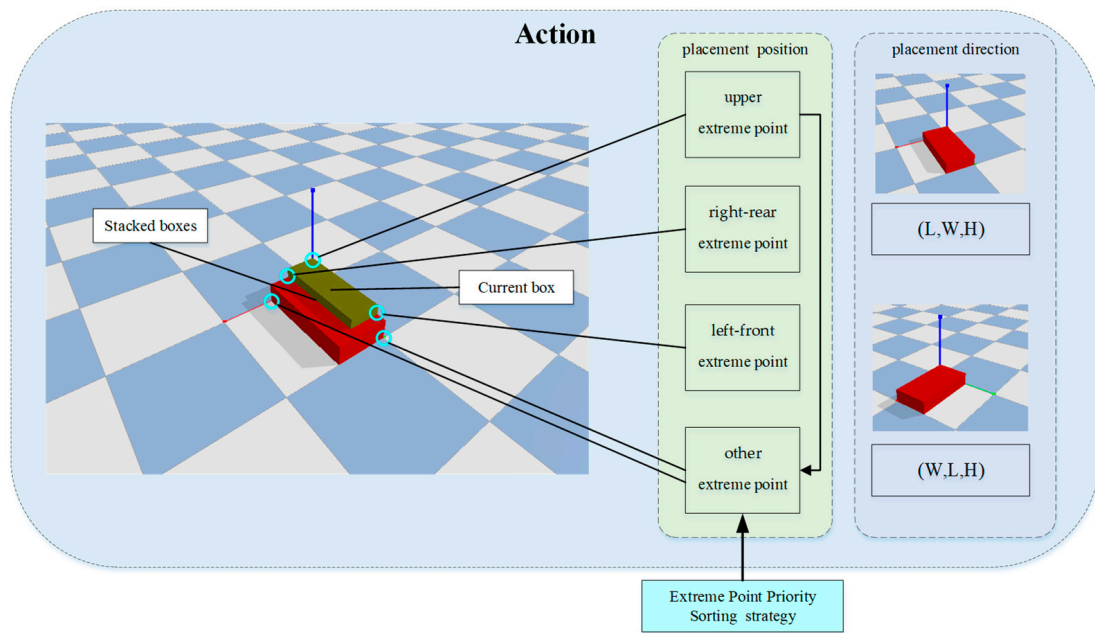 Action
Stacked boxes
Current box
placement position
upper
extreme point
right-rear
extreme point
left-front
extreme point
other
extreme point
placement direction
(L,W,H)
(W,L,H)
Extreme Point Priority
Sorting strategy